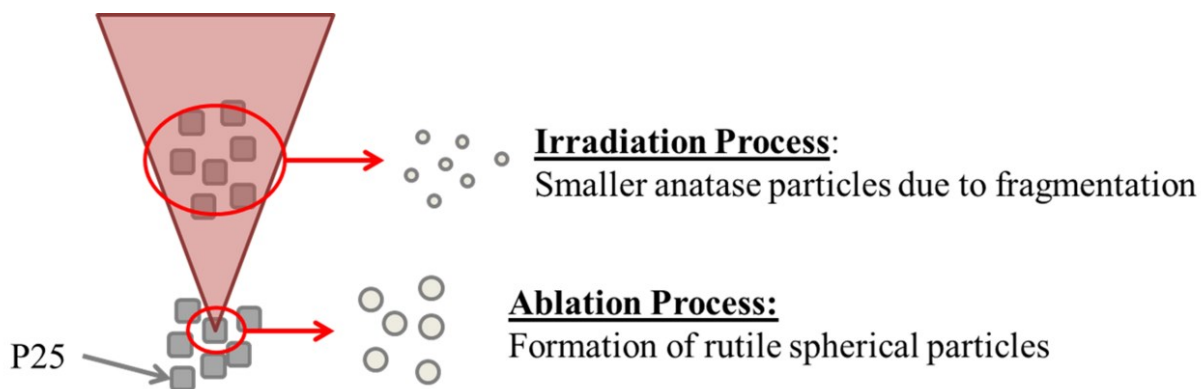 Irradiation Process:
Smaller anatase particles due to fragmentation
Ablation Process:
Formation of rutile spherical particles
P25